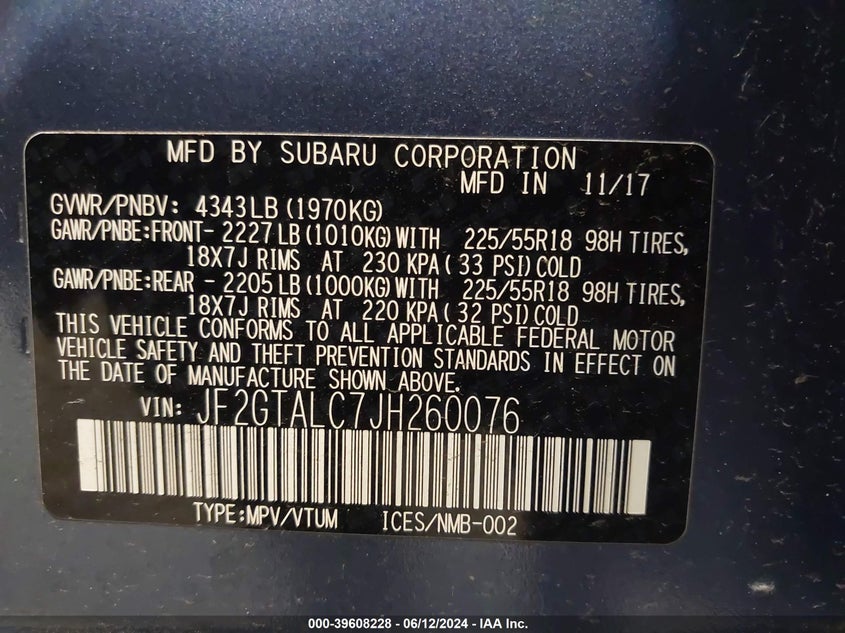 MFD BY SUBARU CORPORATION
MFD IN 11/17
GVWR/PNBV: 4343LB (1970KG)
GAWR/PNBE:FRONT- 2227LB (1010KG) WITH 225/55R18 98H TIRES,
18X7J RIMS AT 230 KPA ( 33 PSI) COLD
GAWR/PNBE:REAR - 2205LB (1000KG) WITH 225/55R18 98H TIRES,
18X7J RIMS AT 220 KPA ( 32 PSI) COLD
THIS VEHICLE CONFORMS TO ALL APPLICABLE FEDERAL MOTOR
VEHICLE SAFETY AND THEFT PREVENTION STANDARDS IN EFFECT ON
THE DATE OF MANUFACTURE SHOWN ABOVE.
VIN: JF2GTALC7JH260076
TYPE:MPV/VTUM ICES/NMB-002
000-39608228 - 06/12/2024 - IAA Inc.